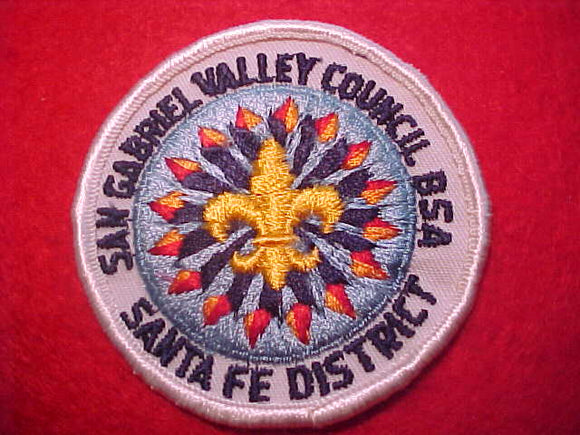 SAN GABRIEL VALLEY COUNCIL BSA
SANTA FE DISTRICT